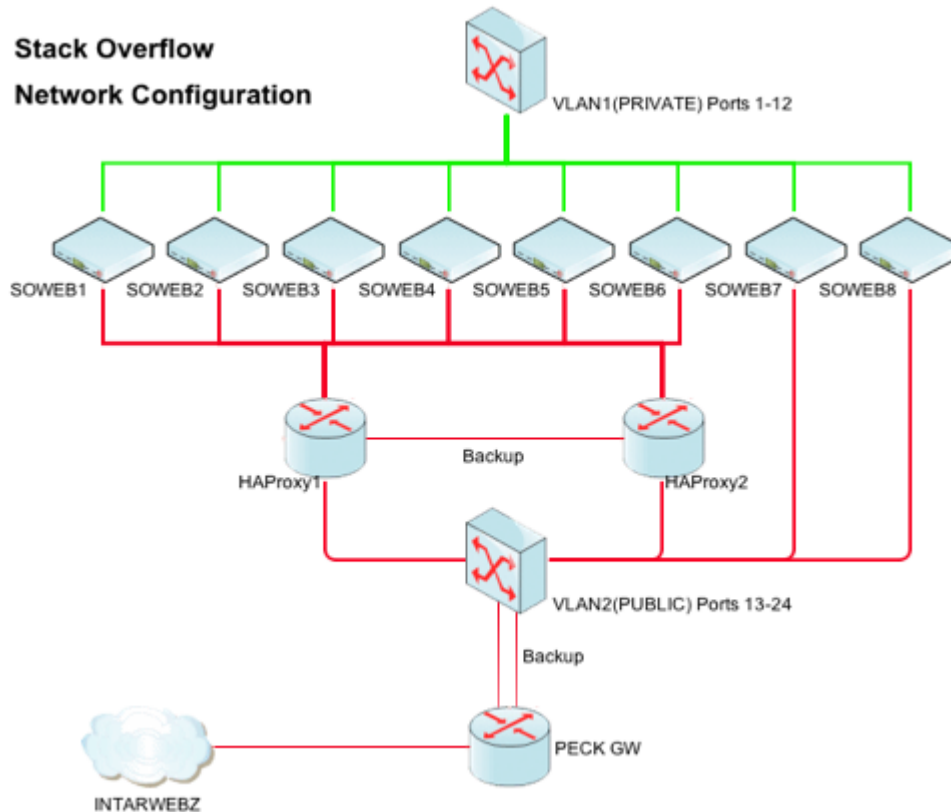 Stack Overflow
Network Configuration
VLAN1(PRIVATE) Ports 1-12
SOWEB1
SOWEB2
SOWEB3
SOWEB4
SOWEB5
SOWEB6
SOWEB7
SOWEB8
Backup
HAProxy1
HAProxy2
VLAN2(PUBLIC) Ports 13-24
Backup
PECK GW
INTARWEBZ